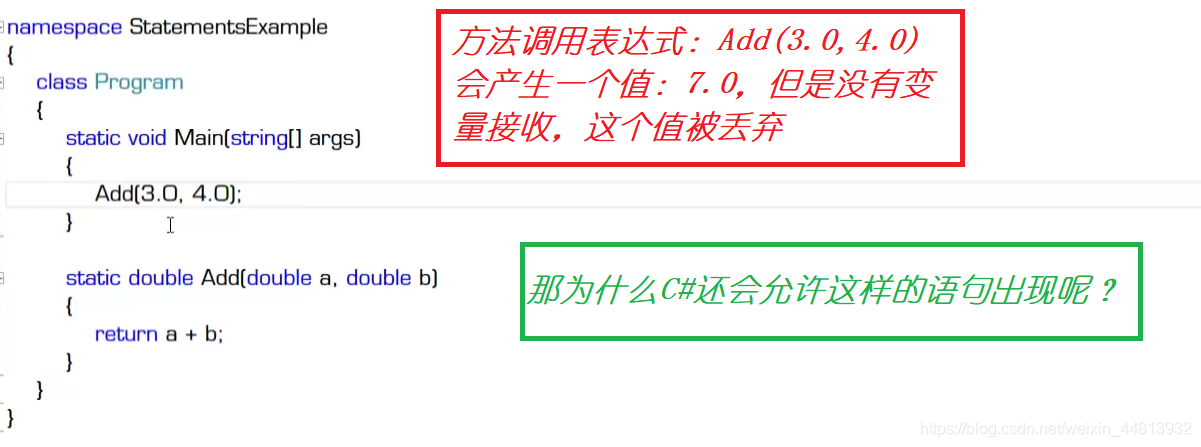 namespace StatementsExample
{
class Program
{
static void Main(string[] args)
{
Add(3.0, 4.0);
}
static double Add(double a, double b)
{
return a + b;
}
}
}
方法调用表达式：Add(3.0,4.0)
会产生一个值：7.0，但是没有变
量接收，这个值被丢弃
那为什么C#还会允许这样的语句出现呢？
https://blog.csdn.net/weixin_44813932